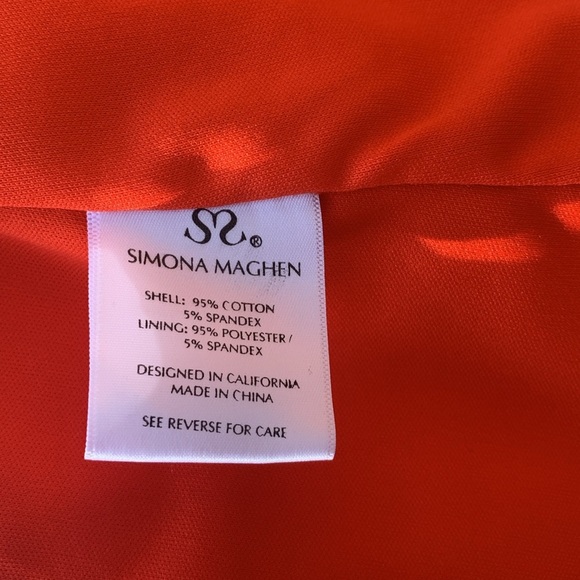 SS®
SIMONA MAGHEN
SHELL: 95% COTTON
5% SPANDEX
LINING: 95% POLYESTER /
5% SPANDEX
DESIGNED IN CALIFORNIA
MADE IN CHINA
SEE REVERSE FOR CARE